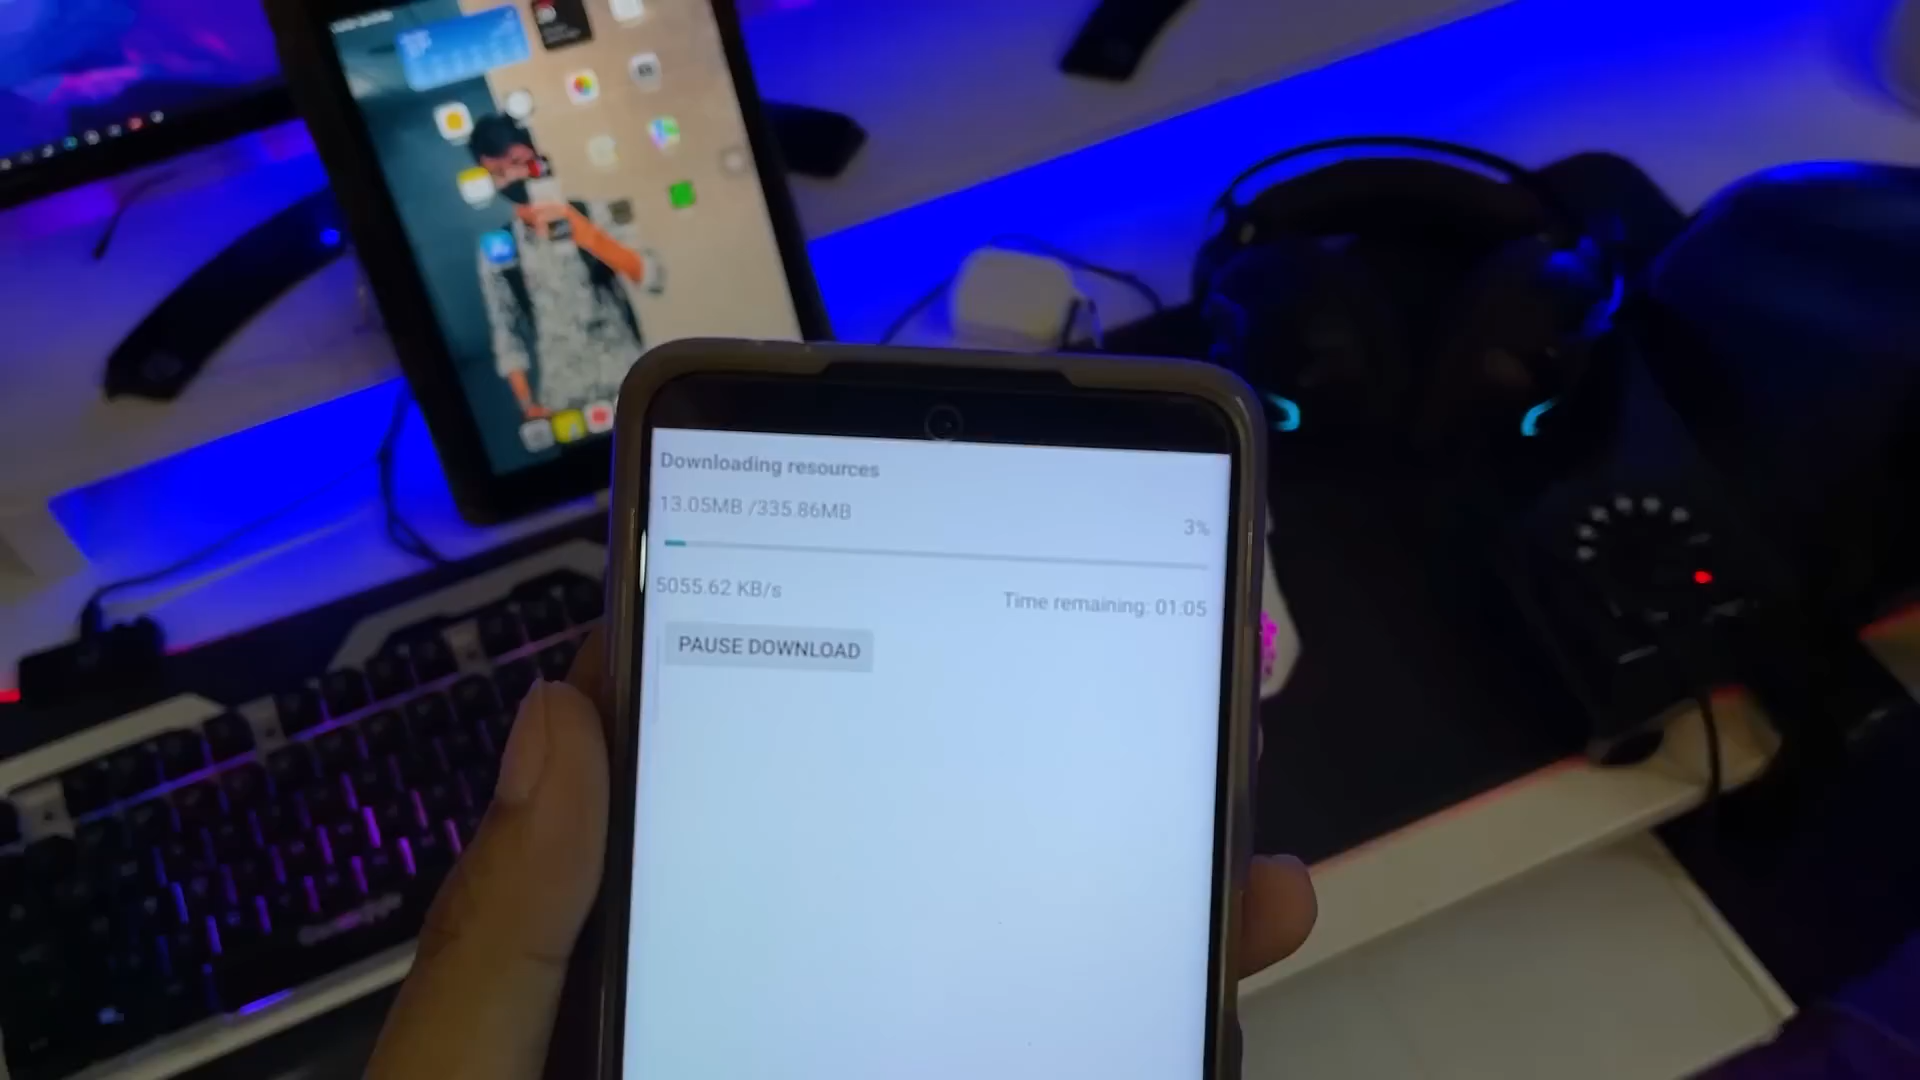 Downloading resources
13.05MB /335.86MB
3%
5055.62 KB/s
Time remaining: 01:05
PAUSE DOWNLOAD